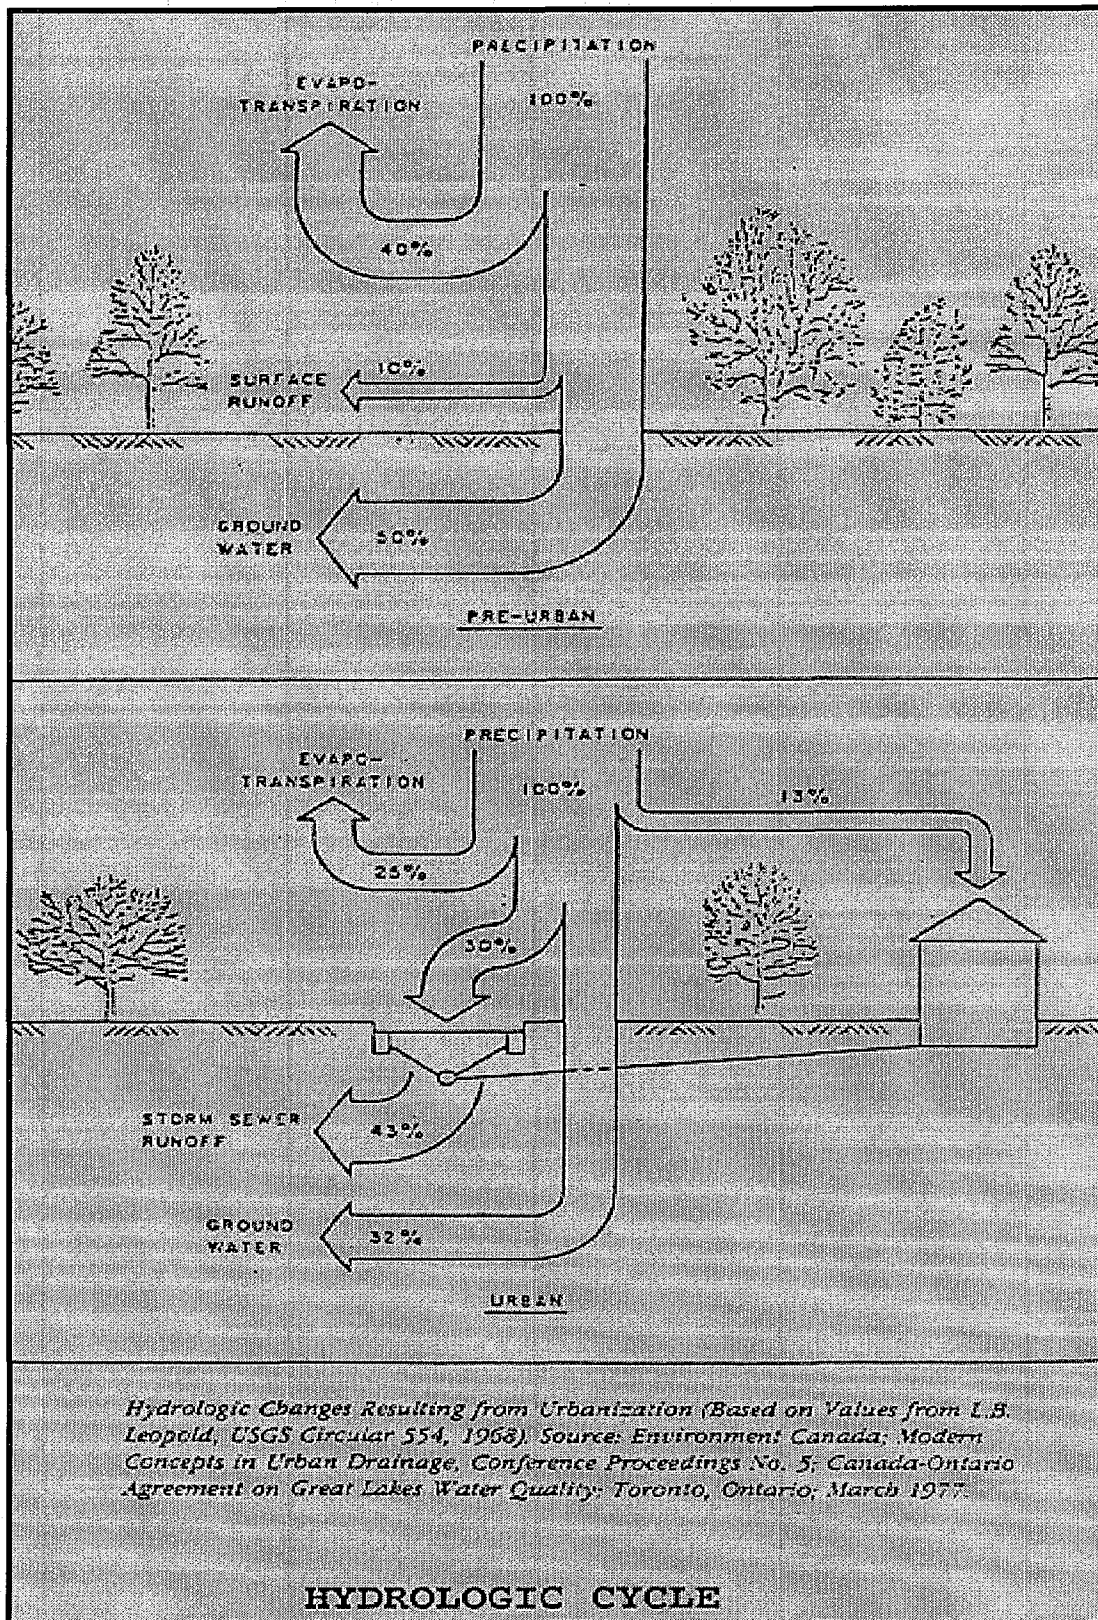 PRECIPITATION
EVAPO-
TRANSPIRATION
100%
40%
10%
SURFACE
RUNOFF
GROUND
WATER
50%
PRE-URBAN
PRECIPITATION
EVAPO-
TRANSPIRATION
100%
13%
25%
30%
STORM SEWER
RUNOFF
43%
GROUND
WATER
32%
URBAN
Hydrologic Changes Resulting from Urbanization (Based on Values from L.B.
Leopold, USGS Circular 554, 1968). Source: Environment Canada; Modern
Concepts in Urban Drainage, Conference Proceedings No. 5; Canada-Ontario
Agreement on Great Lakes Water Quality; Toronto, Ontario; March 1977.
HYDROLOGIC CYCLE